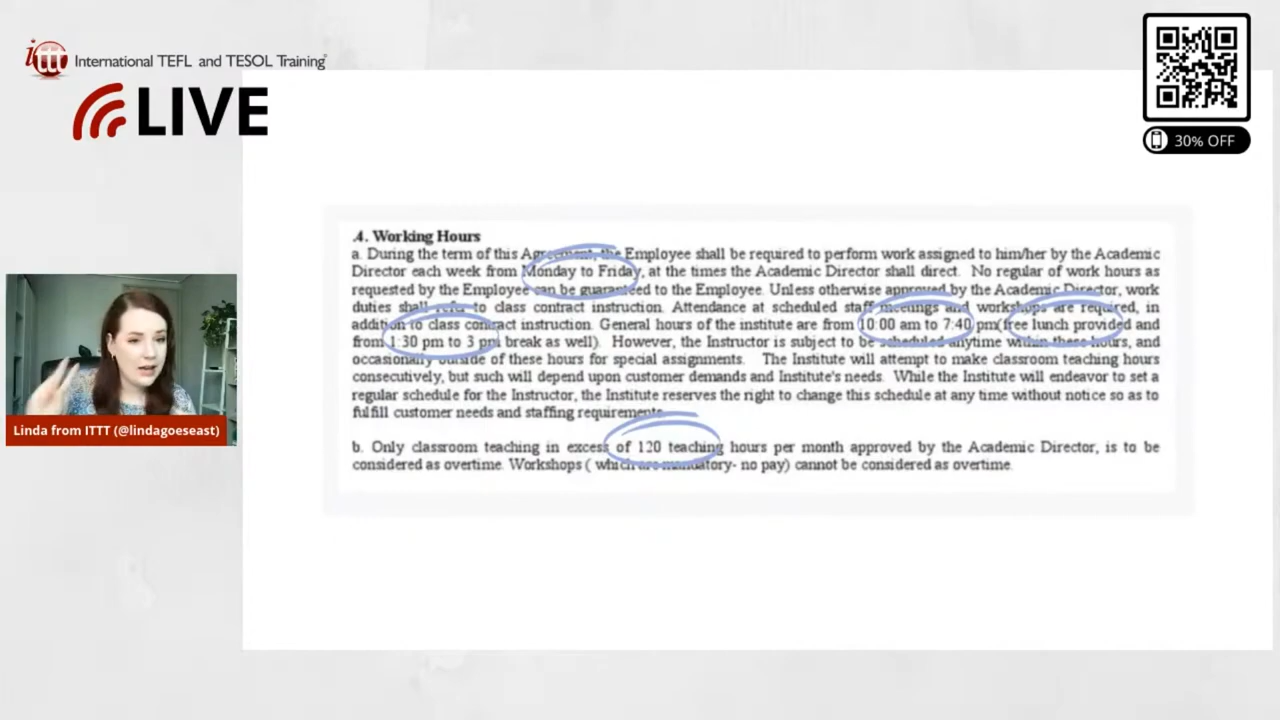 ittt International TEFL and TESOL Training
LIVE
30% OFF
.4. Working Hours
a. During the term of this Agreement, the Employee shall be required to perform work assigned to him/her by the Academic
Director each week from Monday to Friday, at the times the Academic Director shall direct. No regular of work hours as
requested by the Employee can be guaranteed to the Employee. Unless otherwise approved by the Academic Director, work
duties shall refer to class contract instruction. Attendance at scheduled staff meetings and workshops are required, in
addition to class contract instruction. General hours of the institute are from 10:00 am to 7:40 pm(free lunch provided and
from 1:30 pm to 3 pm break as well). However, the Instructor is subject to be scheduled anytime within these hours, and
occasionally outside of these hours for special assignments. The Institute will attempt to make classroom teaching hours
consecutively, but such will depend upon customer demands and Institute's needs. While the Institute will endeavor to set a
regular schedule for the Instructor, the Institute reserves the right to change this schedule at any time without notice so as to
fulfill customer needs and staffing requirements.
b. Only classroom teaching in excess of 120 teaching hours per month approved by the Academic Director, is to be
considered as overtime. Workshops ( which are mandatory- no pay) cannot be considered as overtime.
Linda from ITTT (@lindagoeseast)